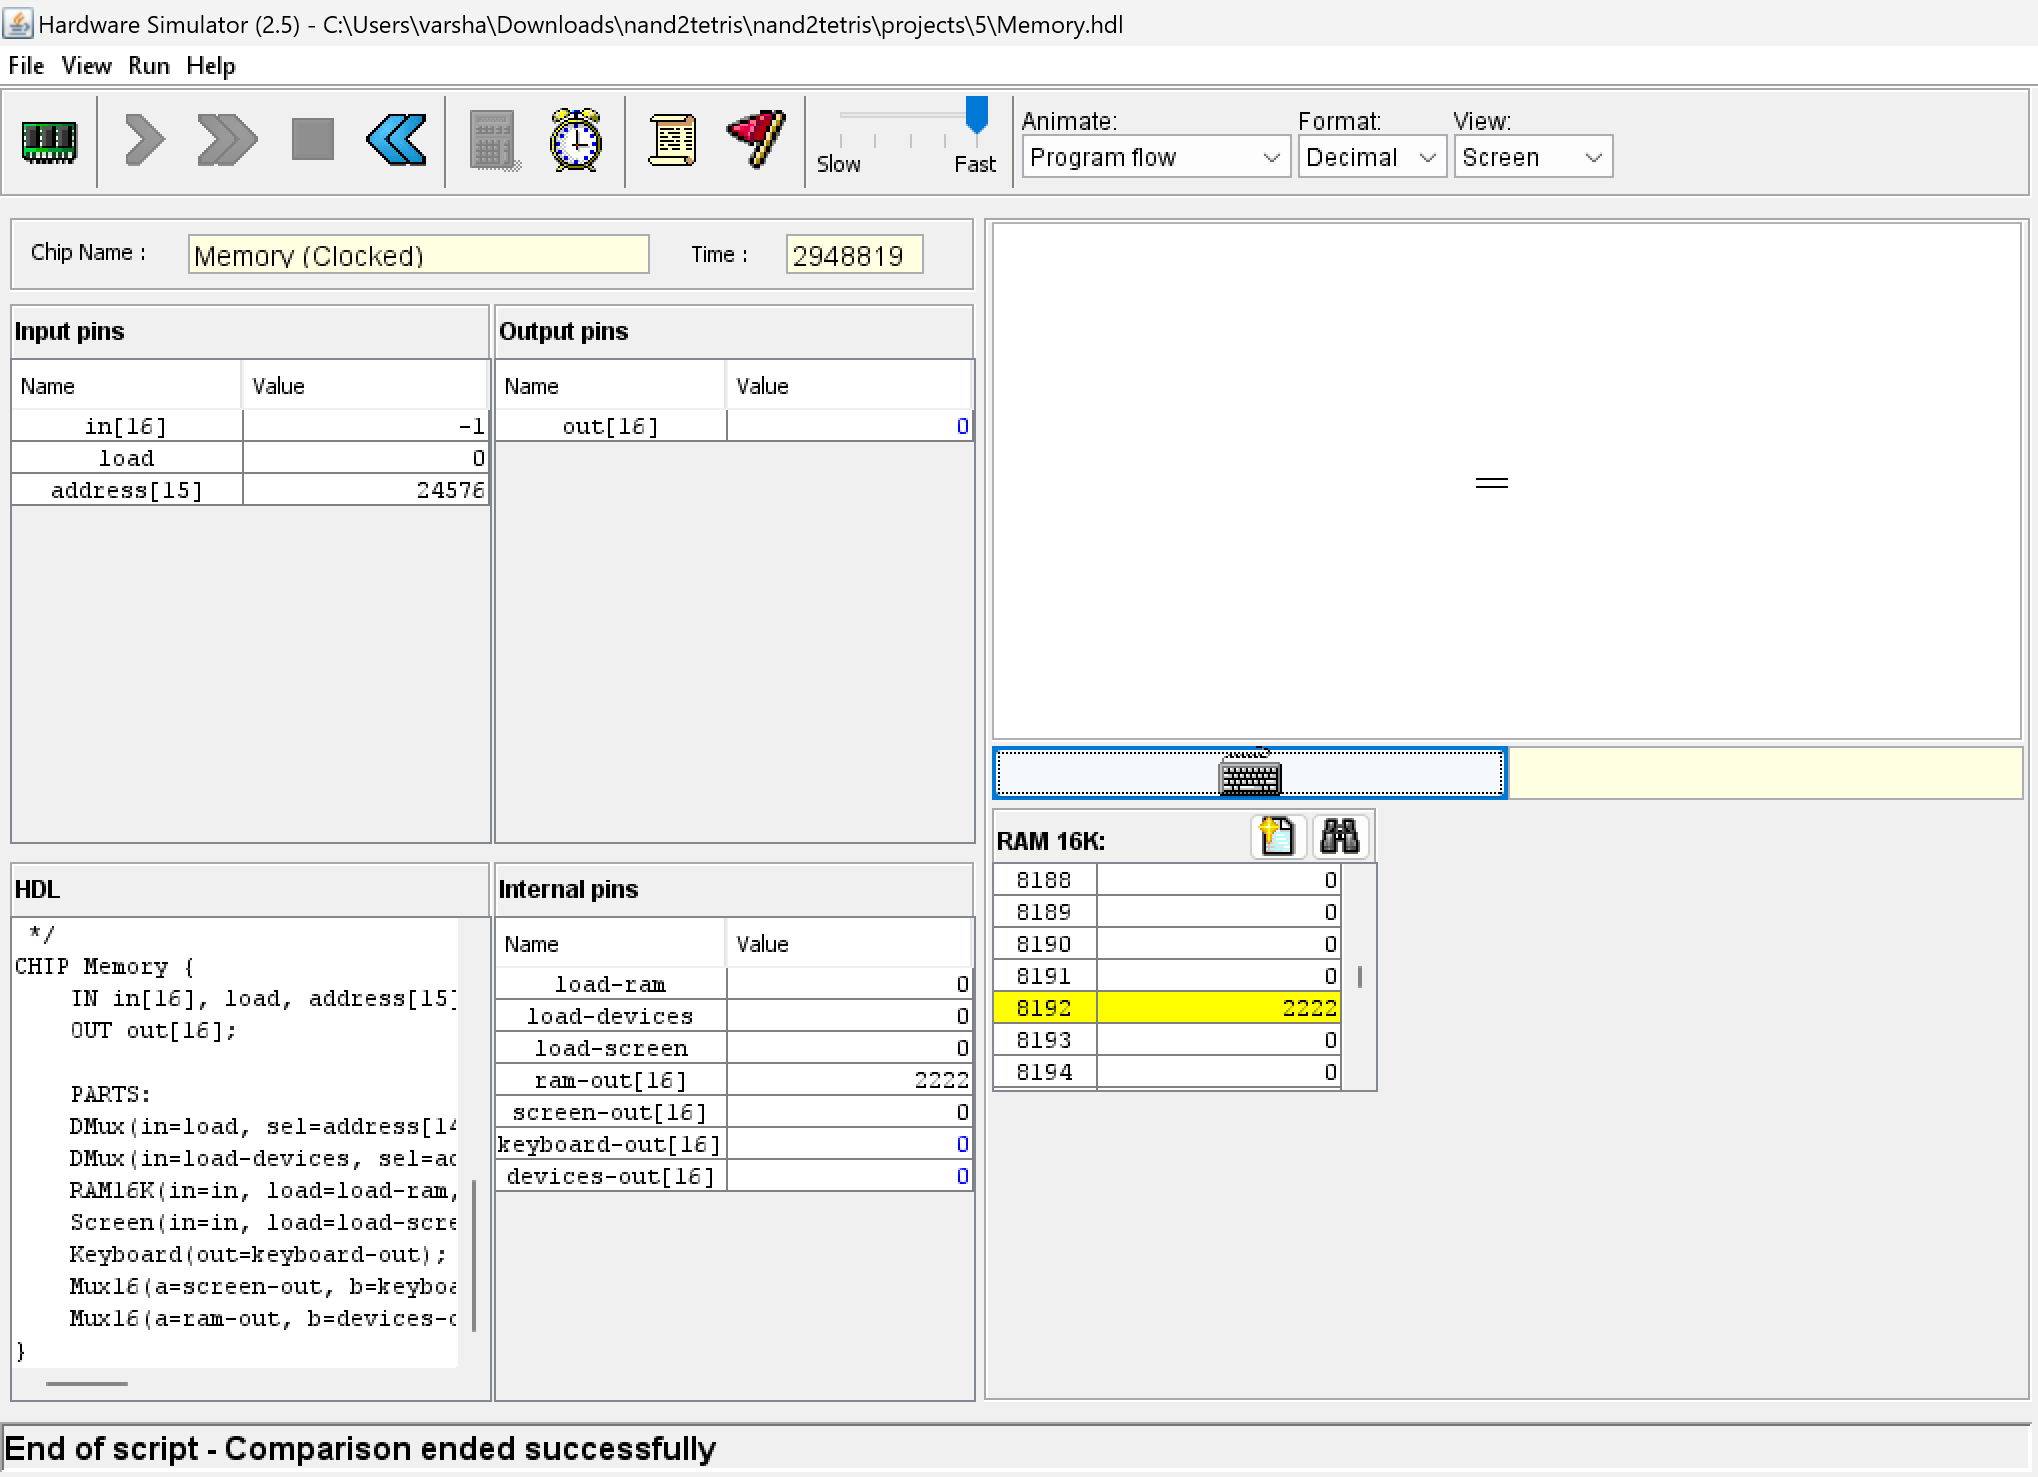 Hardware Simulator (2.5) - C:\Users\varsha\Downloads\nand2tetris\nand2tetris\projects\5\Memory.hdl
File View Run Help
Slow Fast
Animate: Format: View:
Program flow Decimal Screen
Chip Name : Memory (Clocked) Time : 2948819
Input pins
Name Value
in[16] -1
load 0
address[15] 24576
Output pins
Name Value
out[16] 0
HDL
*/
CHIP Memory {
IN in[16], load, address[15]
OUT out[16];
PARTS:
DMux(in=load, sel=address[14
DMux(in=load-devices, sel=ad
RAM16K(in=in, load=load-ram,
Screen(in=in, load=load-scre
Keyboard(out=keyboard-out);
Mux16(a=screen-out, b=keyboa
Mux16(a=ram-out, b=devices-o
}
Internal pins
Name Value
load-ram 0
load-devices 0
load-screen 0
ram-out[16] 2222
screen-out[16] 0
keyboard-out[16] 0
devices-out[16] 0
RAM 16K:
8188 0
8189 0
8190 0
8191 0
8192 2222
8193 0
8194 0
End of script - Comparison ended successfully